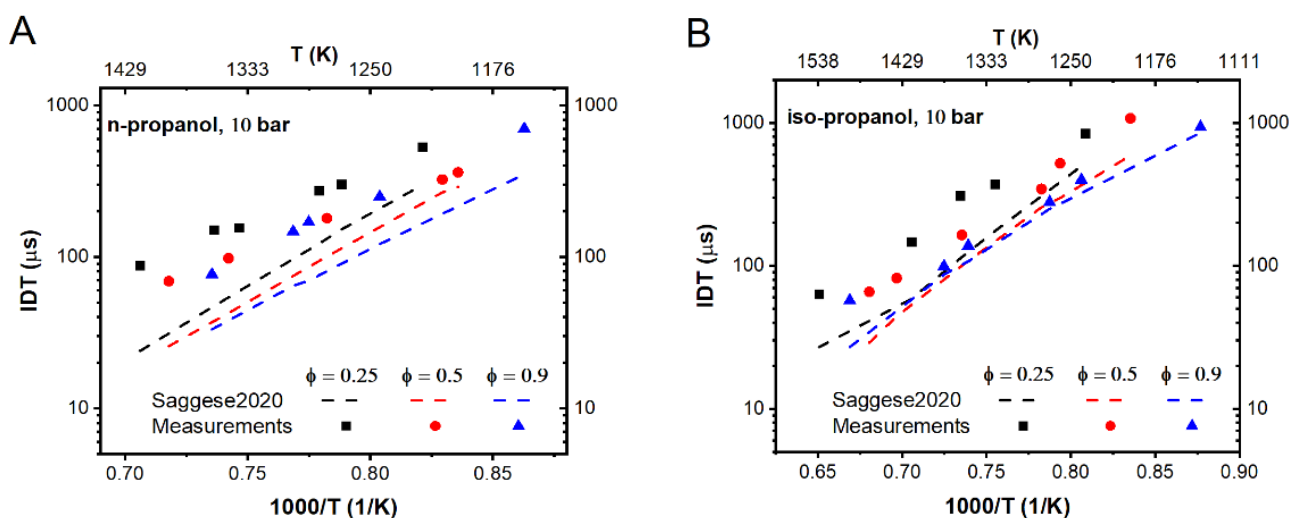 A
T (K)
1429 1333 1250 1176
1000 1000
n-propanol, 10 bar
IDT (μs)
100 100
ϕ = 0.25 ϕ = 0.5 ϕ = 0.9
Saggese2020
10 10
Measurements
0.70 0.75 0.80 0.85
1000/T (1/K)
B
T (K)
1538 1429 1333 1250 1176 1111
1000 1000
iso-propanol, 10 bar
IDT (μs)
100 100
ϕ = 0.25 ϕ = 0.5 ϕ = 0.9
Saggese2020
10 10
Measurements
0.65 0.70 0.75 0.80 0.85 0.90
1000/T (1/K)